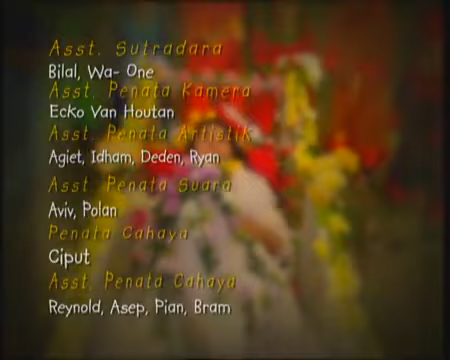 Asst. Sutradara
Bilal, Wa- One
Asst. Penata Kamera
Ecko Van Houtan
Asst. Penata Artistik
Agiet, Idham, Deden, Ryan
Asst Penata Suara
Aviv, Polan
Penata Cahaya
Ciput
Asst. Penata Cahaya
Reynold, Asep, Pian, Bram